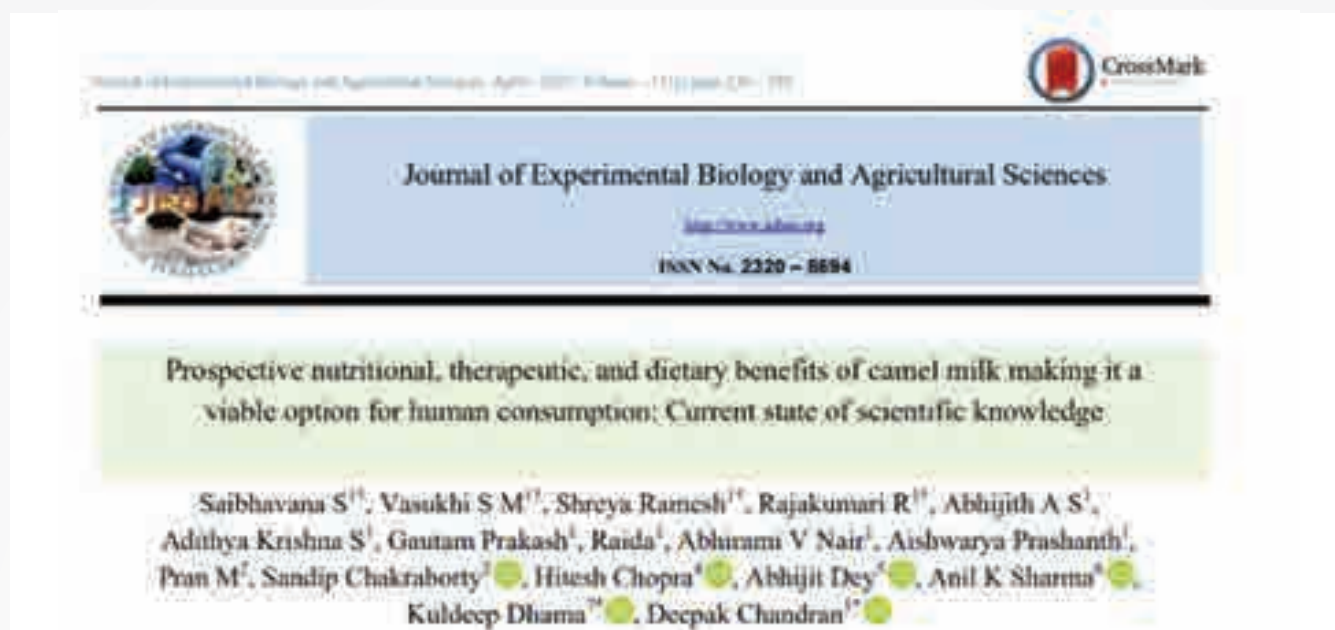 CrossMark
Journal of Experimental Biology and Agricultural Sciences
ISSN No. 2320 – 8694
Prospective nutritional, therapeutic, and dietary benefits of camel milk making it a
viable option for human consumption: Current state of scientific knowledge
Saibhavana S, Vasukhi S M, Shreya Ramesh, Rajakumari R, Abhijith A S,
Adithya Krishna S, Gautam Prakash, Raida, Abhirami V Nair, Aishwarya Prashanth,
Pran M, Sandip Chakraborty, Hitesh Chopra, Abhijit Dey, Anil K Sharma,
Kuldeep Dhama, Deepak Chandran